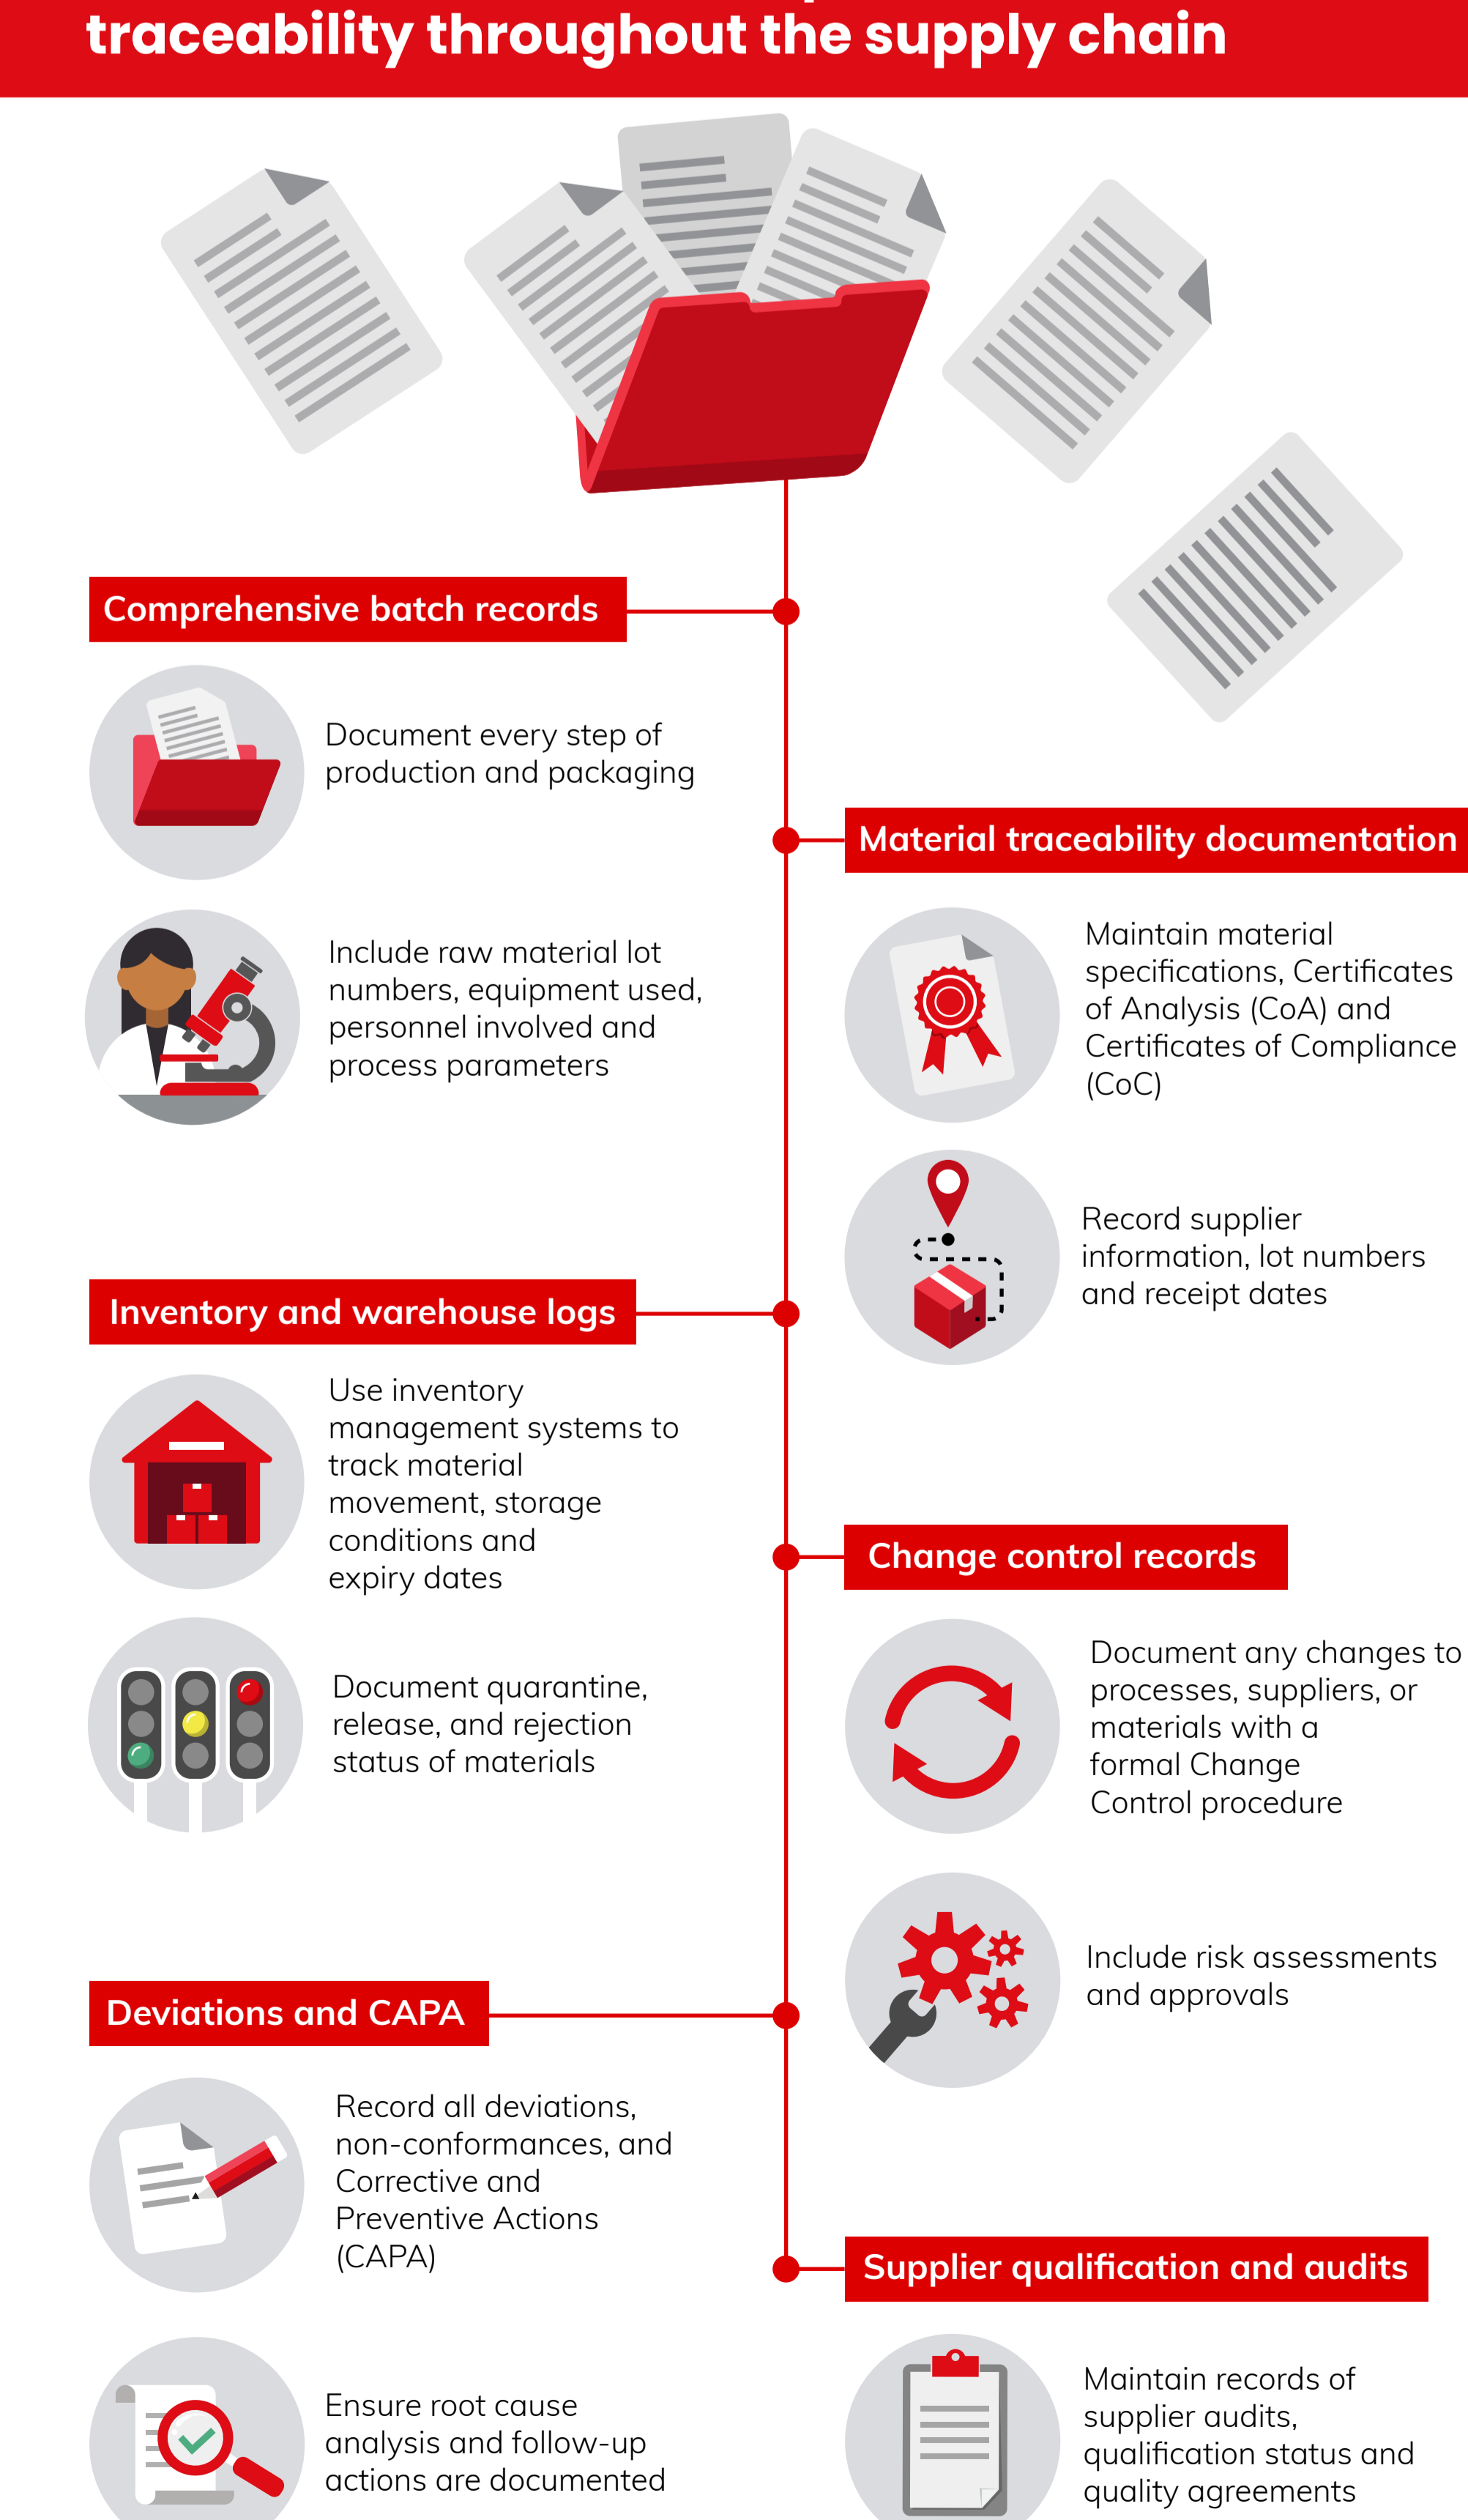 traceability throughout the supply chain
Comprehensive batch records
Document every step of
production and packaging
Include raw material lot
numbers, equipment used,
personnel involved and
process parameters
Material traceability documentation
Maintain material
specifications, Certificates
of Analysis (CoA) and
Certificates of Compliance
(CoC)
Record supplier
information, lot numbers
and receipt dates
Inventory and warehouse logs
Use inventory
management systems to
track material
movement, storage
conditions and
expiry dates
Document quarantine,
release, and rejection
status of materials
Change control records
Document any changes to
processes, suppliers, or
materials with a
formal Change
Control procedure
Include risk assessments
and approvals
Deviations and CAPA
Record all deviations,
non-conformances, and
Corrective and
Preventive Actions
(CAPA)
Ensure root cause
analysis and follow-up
actions are documented
Supplier qualification and audits
Maintain records of
supplier audits,
qualification status and
quality agreements